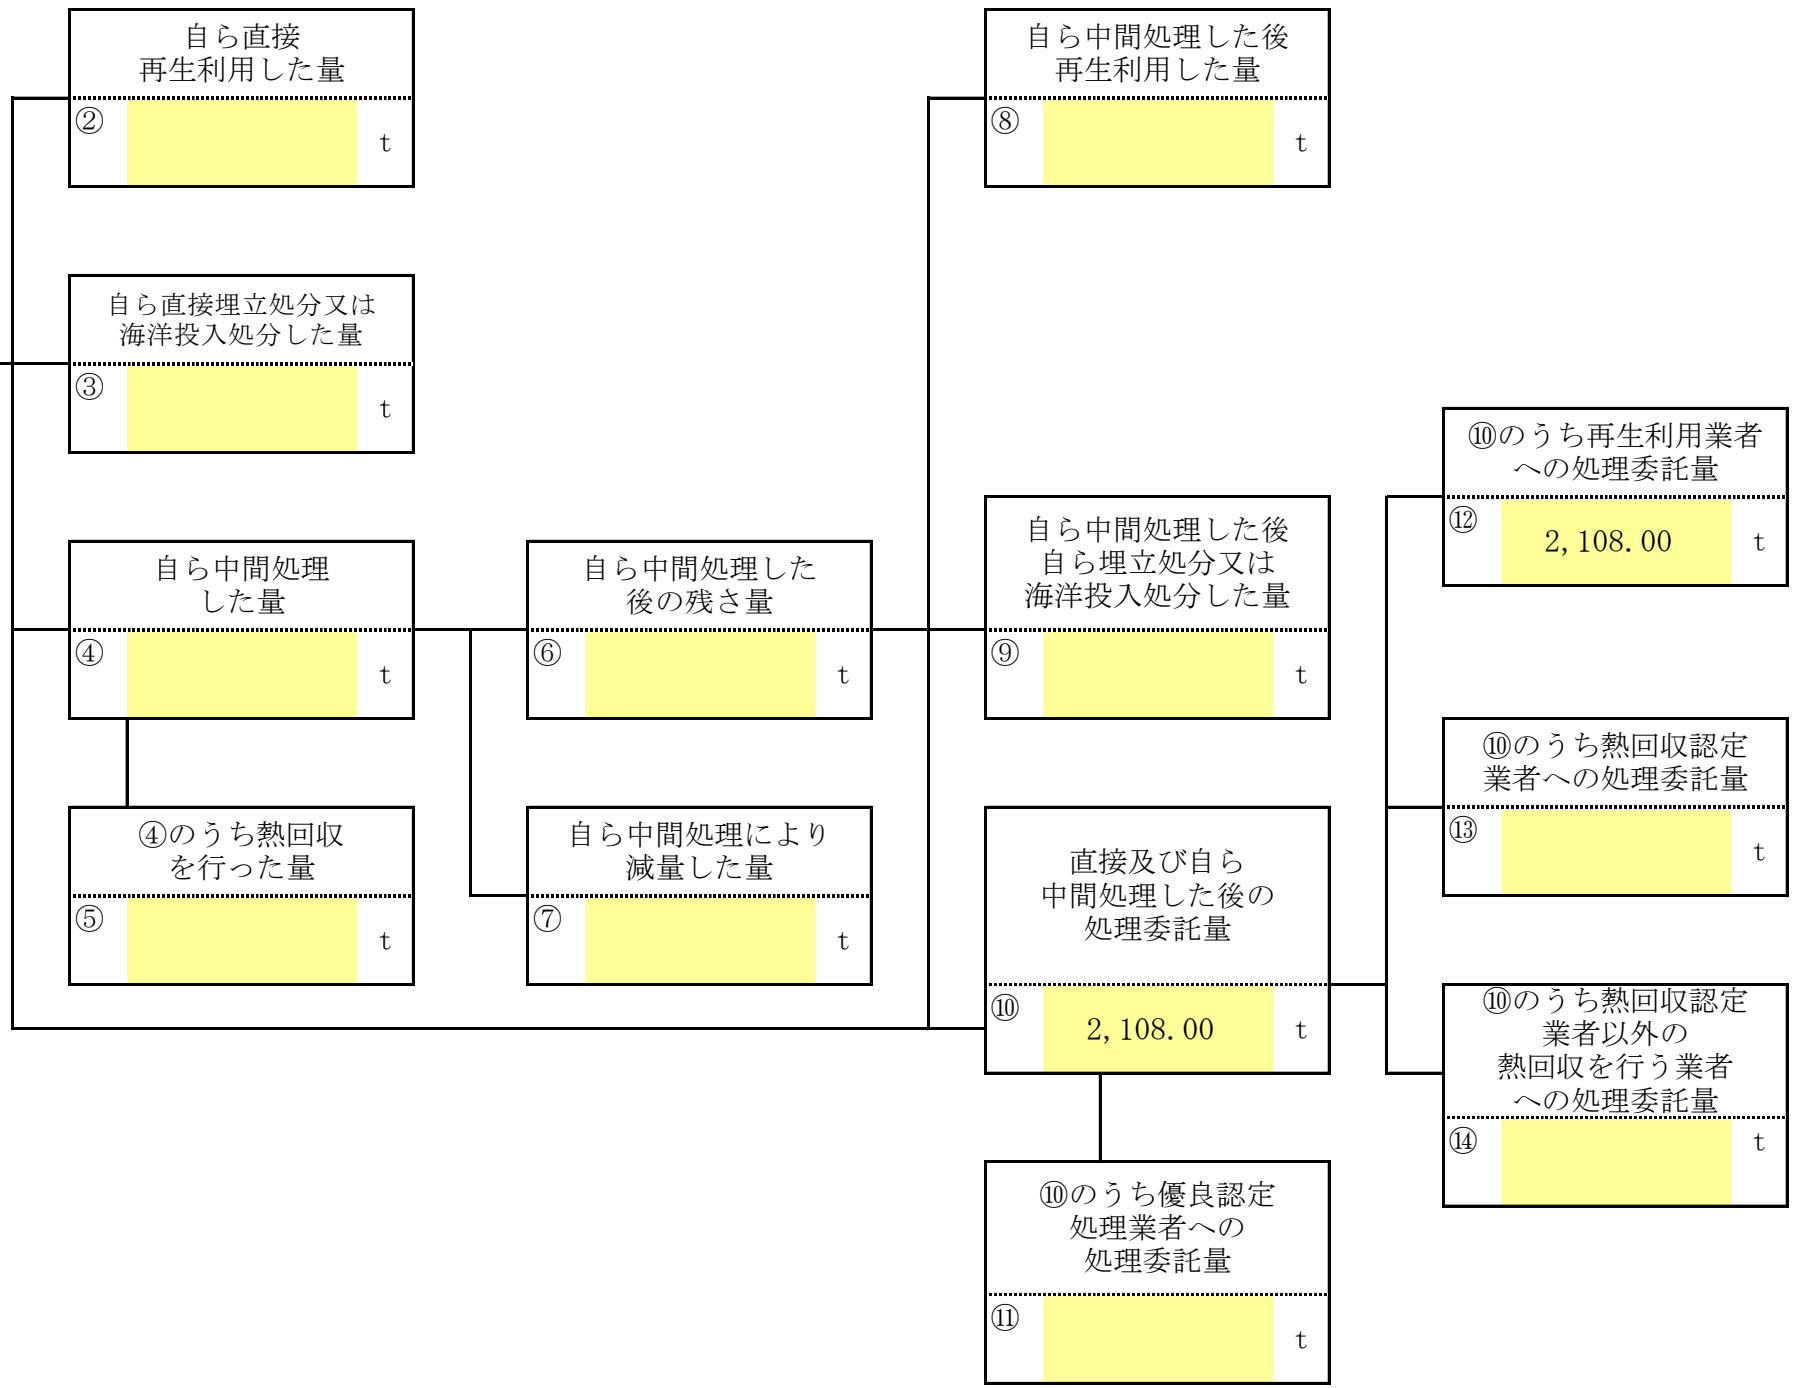 自ら直接
再生利用した量
②
t
自ら直接埋立処分又は
海洋投入処分した量
③
t
自ら中間処理
した量
④
t
④のうち熱回収
を行った量
⑤
t
自ら中間処理した
後の残さ量
⑥
t
自ら中間処理により
減量した量
⑦
t
自ら中間処理した後
再生利用した量
⑧
t
自ら中間処理した後
自ら埋立処分又は
海洋投入処分した量
⑨
t
直接及び自ら
中間処理した後の
処理委託量
⑩ 2,108.00 t
⑩のうち優良認定
処理業者への
処理委託量
⑪
t
⑩のうち再生利用業者
への処理委託量
⑫ 2,108.00 t
⑩のうち熱回収認定
業者への処理委託量
⑬
t
⑩のうち熱回収認定
業者以外の
熱回収を行う業者
への処理委託量
⑭ t